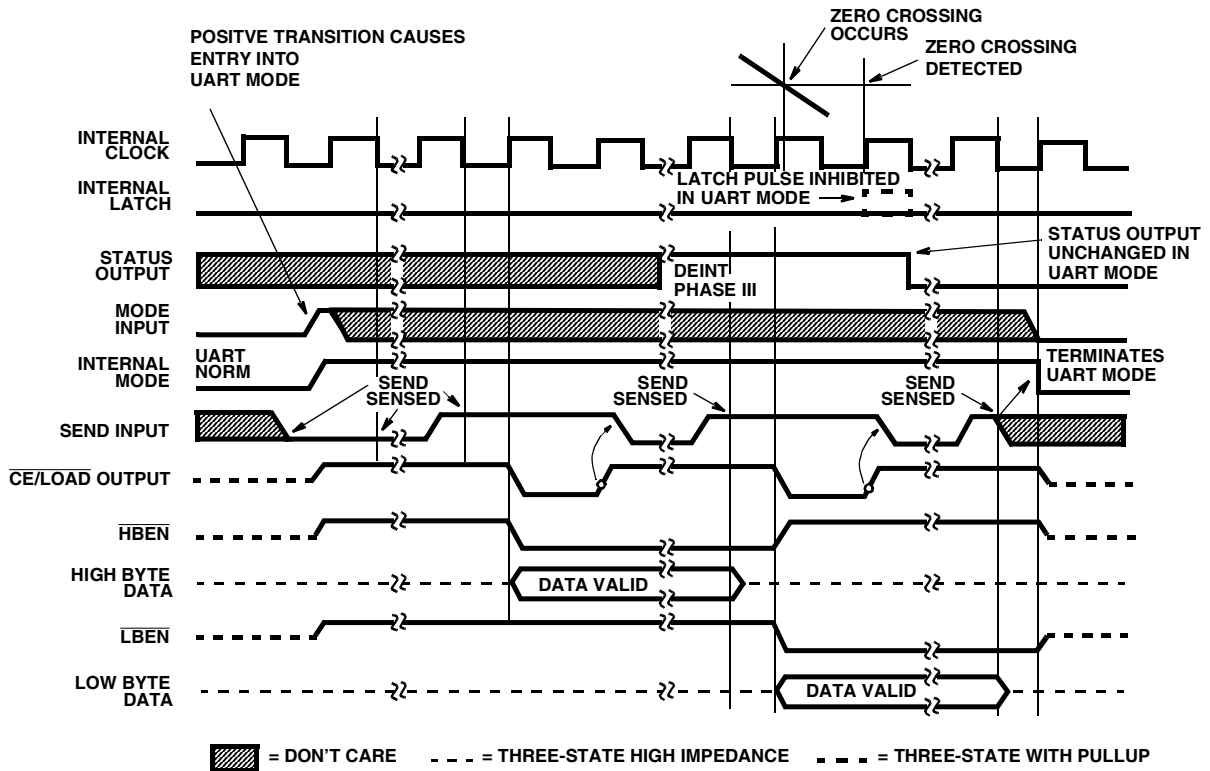 ZERO CROSSING
OCCURS
POSITVE TRANSITION CAUSES
ENTRY INTO
UART MODE
ZERO CROSSING
DETECTED
INTERNAL
CLOCK
INTERNAL
LATCH
LATCH PULSE INHIBITED
IN UART MODE
STATUS
OUTPUT
DEINT
PHASE III
STATUS OUTPUT
UNCHANGED IN
UART MODE
MODE
INPUT
INTERNAL
MODE
UART
NORM
TERMINATES
UART MODE
SEND
SENSED
SEND
SENSED
SEND
SENSED
SEND INPUT
CE/LOAD OUTPUT
HBEN
HIGH BYTE
DATA
DATA VALID
LBEN
LOW BYTE
DATA
DATA VALID
= DON'T CARE
= THREE-STATE HIGH IMPEDANCE
= THREE-STATE WITH PULLUP